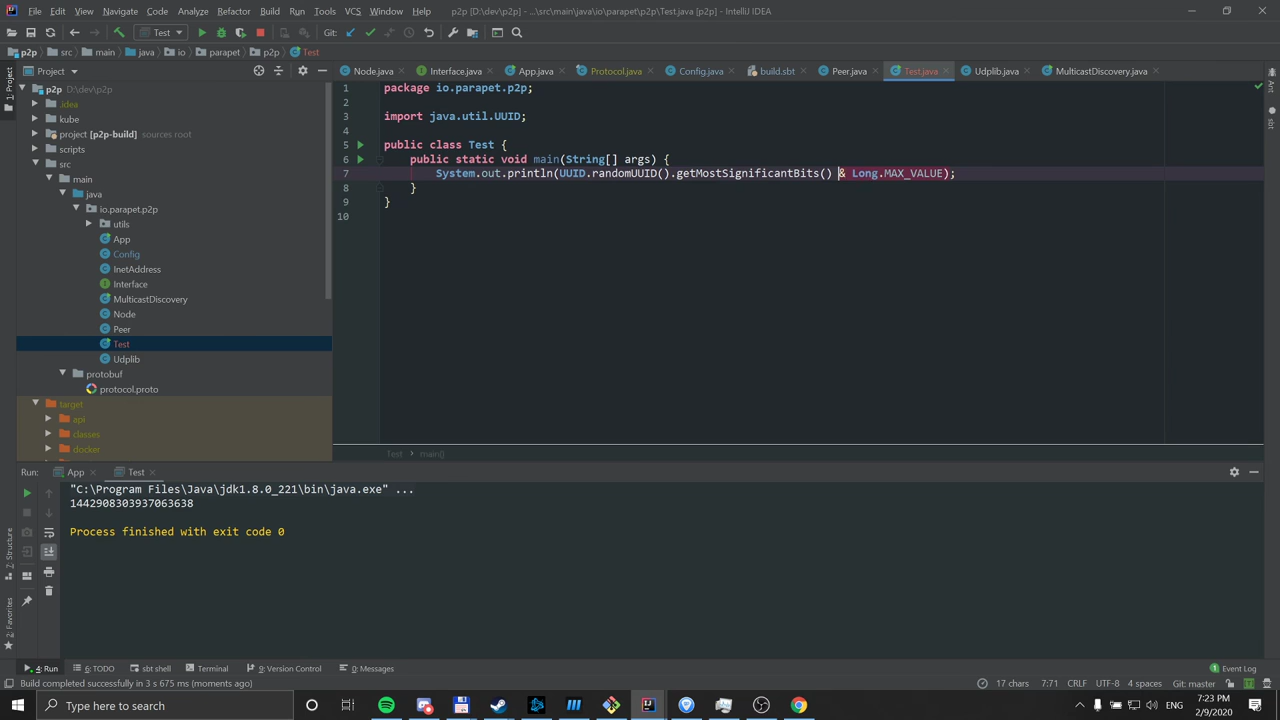 File Edit View Navigate Code Analyze Refactor Build Run Tools VCS Window Help p2p [D:\dev\p2p] - ...\src\main\java\io\parapet\p2p\Test.java [p2p] - IntelliJ IDEA
Test Git:
p2p src main java io parapet p2p Test
1: Project
Project
Node.java Interface.java App.java Protocol.java Config.java build.sbt Peer.java Test.java Udplib.java MulticastDiscovery.java
Ant
sbt
p2p D:\dev\p2p
.idea
kube
project [p2p-build] sources root
scripts
src
main
java
io.parapet.p2p
utils
App
Config
InetAddress
Interface
MulticastDiscovery
Node
Peer
Test
Udplib
protobuf
protocol.proto
target
api
classes
docker
1 package io.parapet.p2p;
2
3 import java.util.UUID;
4
5 public class Test {
6 public static void main(String[] args) {
7 System.out.println(UUID.randomUUID().getMostSignificantBits() & Long.MAX_VALUE);
8 }
9 }
10
Test main()
Run: App Test
"C:\Program Files\Java\jdk1.8.0_221\bin\java.exe" ...
1442908303937063638
Process finished with exit code 0
7: Structure
2: Favorites
4: Run 6: TODO sbt shell Terminal 9: Version Control 0: Messages Event Log
Build completed successfully in 3 s 675 ms (moments ago) 17 chars 7:71 CRLF UTF-8 4 spaces Git: master
Type here to search
7:23 PM
2/9/2020